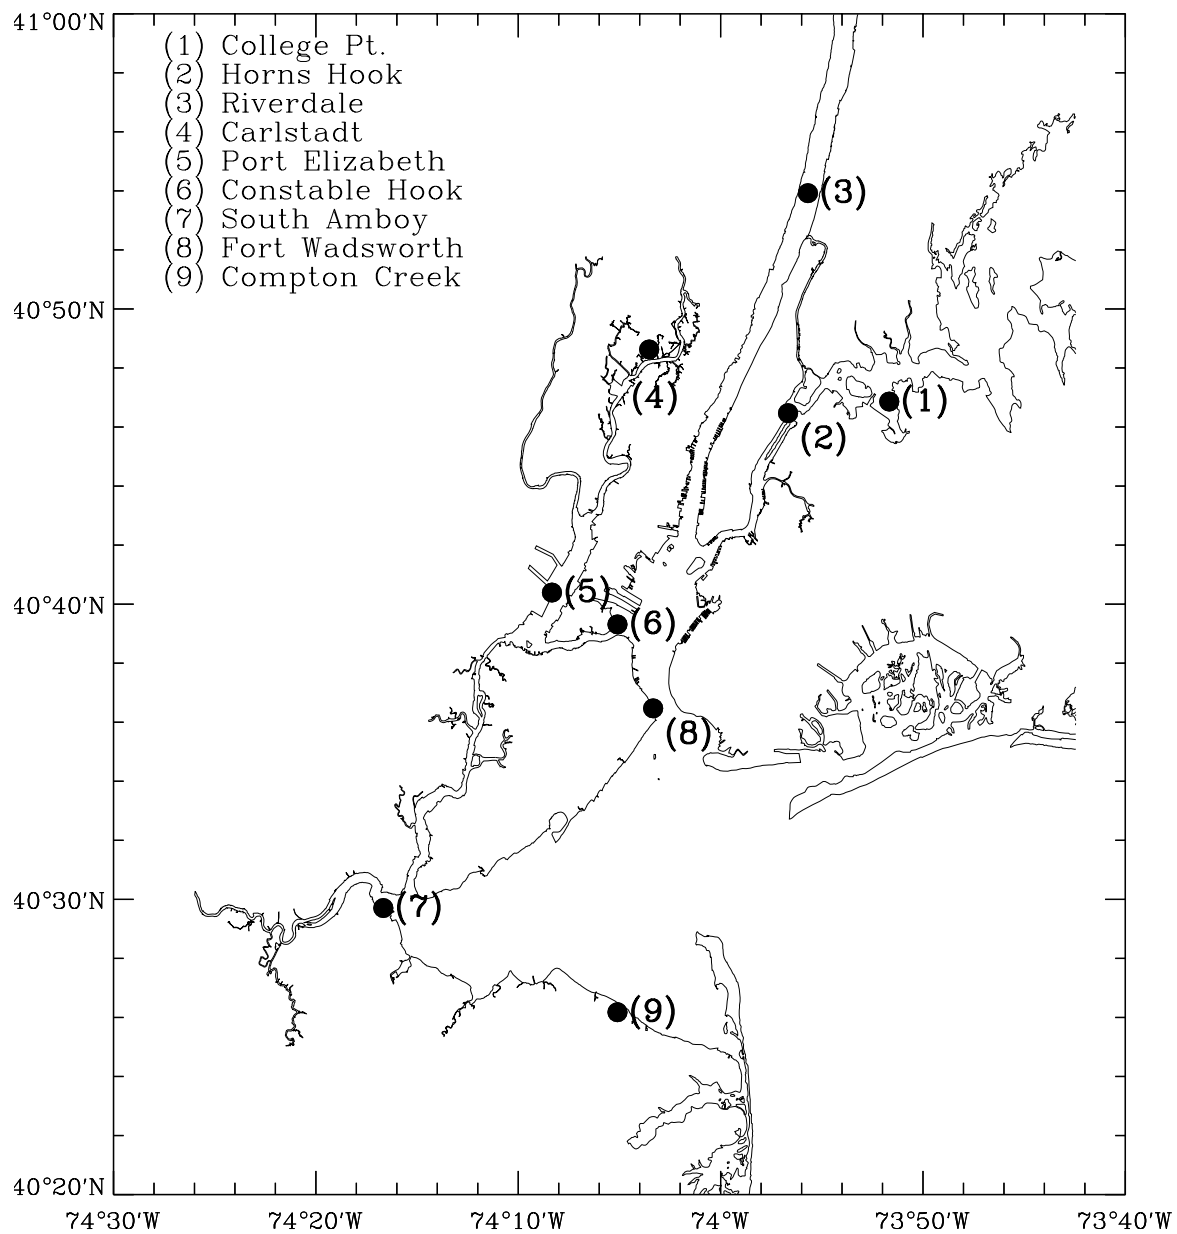 41°00'N
(1) College Pt.
(2) Horns Hook
(3) Riverdale
(4) Carlstadt
(5) Port Elizabeth
(6) Constable Hook
(7) South Amboy
(8) Fort Wadsworth
(9) Compton Creek
(3)
40°50'N
(4)
(1)
(2)
40°40'N
(5)
(6)
(8)
40°30'N
(7)
(9)
40°20'N
74°30'W 74°20'W 74°10'W 74°W 73°50'W 73°40'W